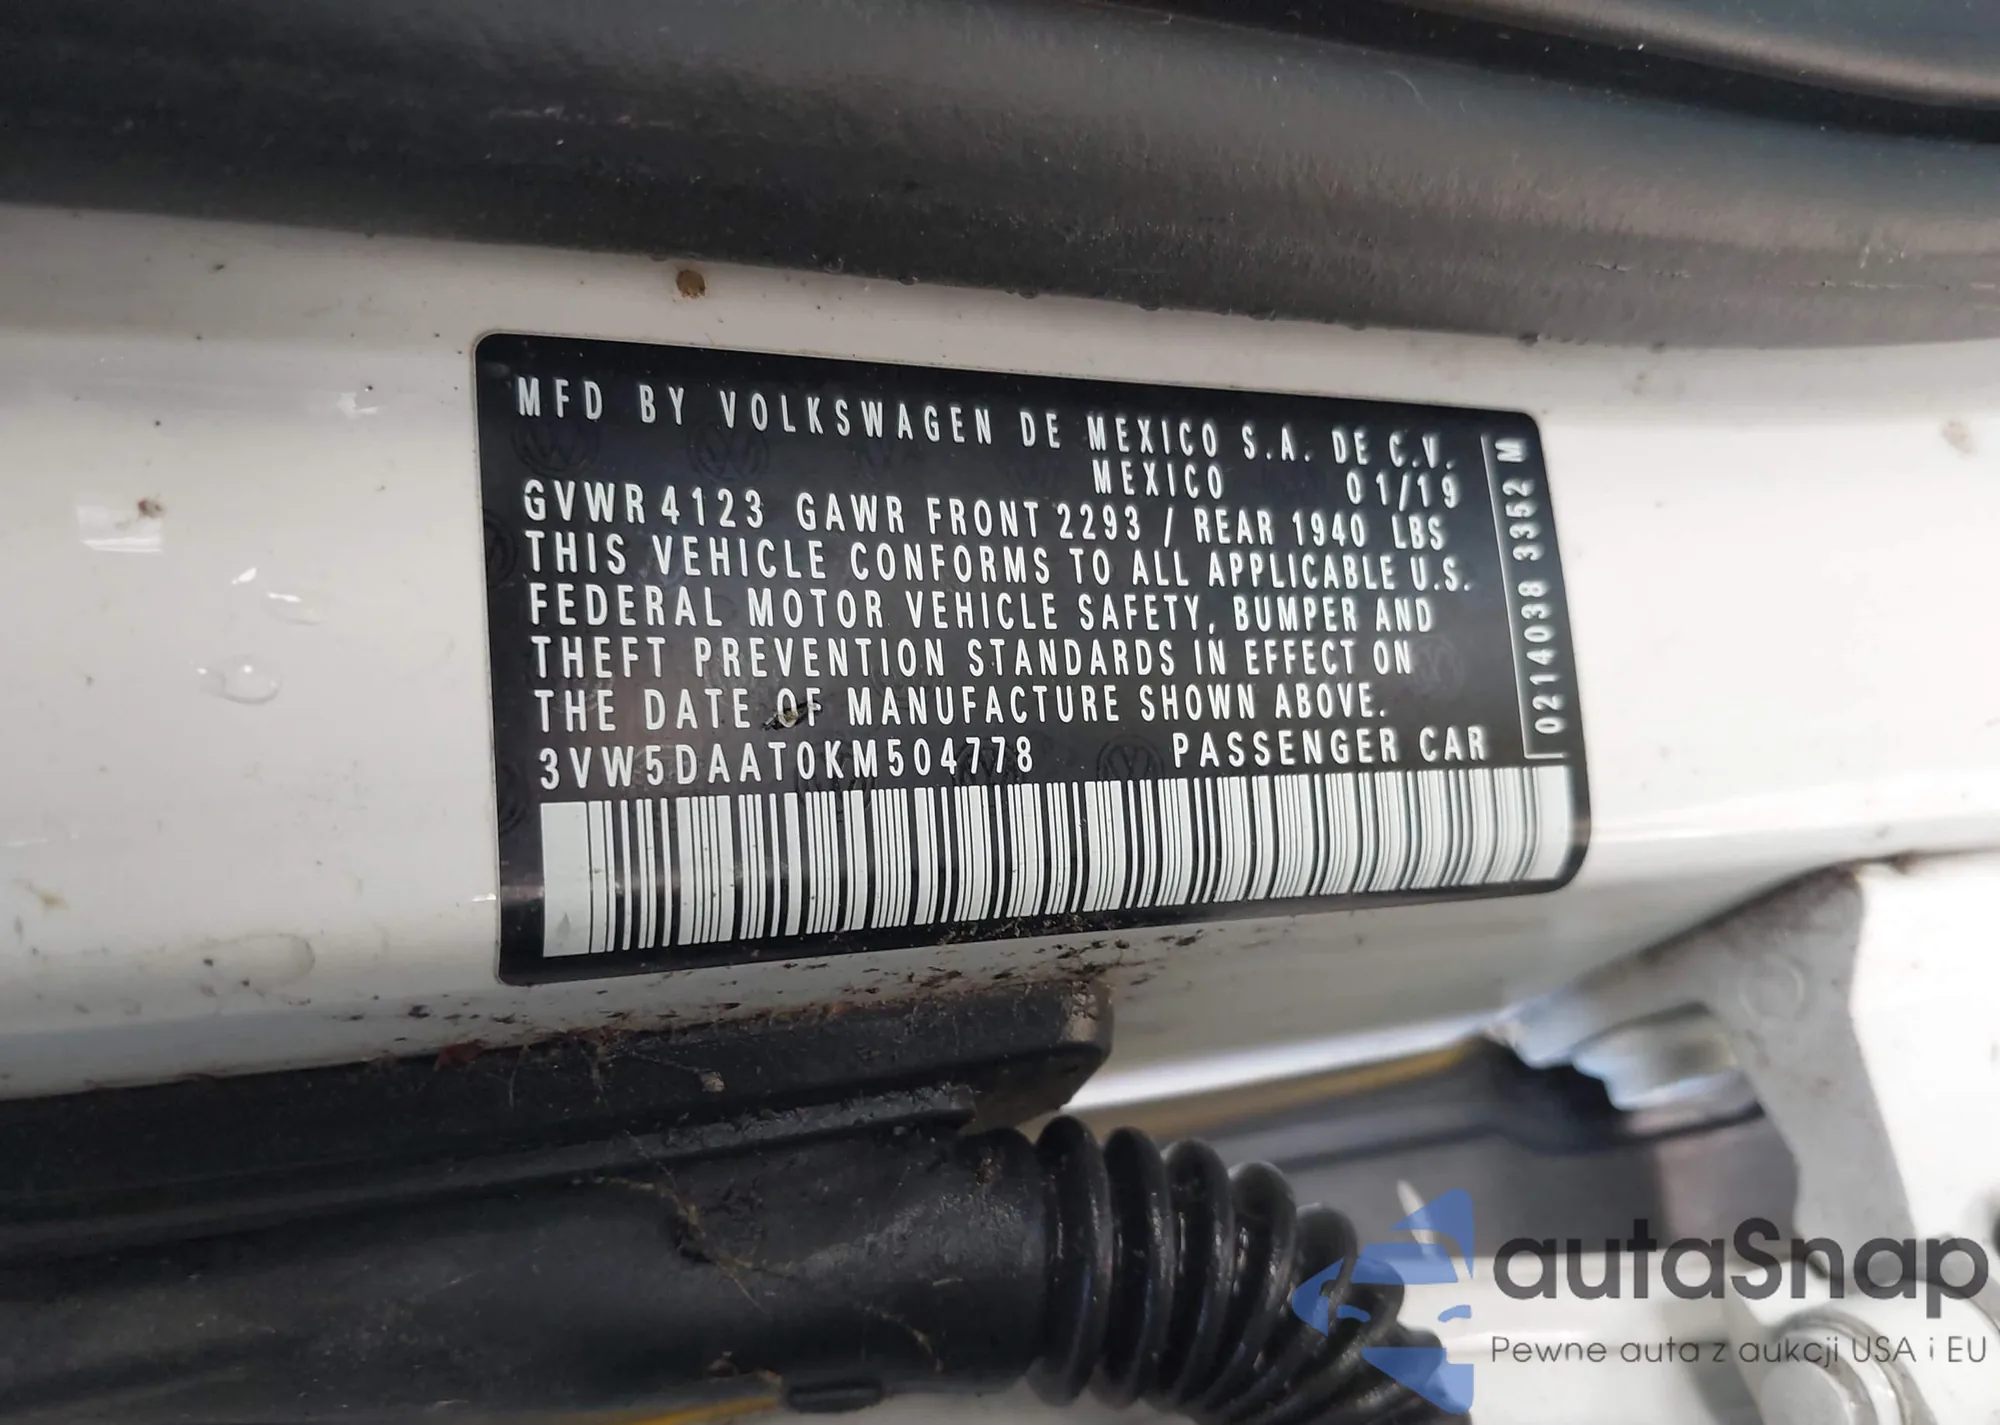 MFD BY VOLKSWAGEN DE MEXICO S.A. DE C.V.
MEXICO 01/19
GVWR 4123 GAWR FRONT 2293 / REAR 1940 LBS
THIS VEHICLE CONFORMS TO ALL APPLICABLE U.S.
FEDERAL MOTOR VEHICLE SAFETY, BUMPER AND
THEFT PREVENTION STANDARDS IN EFFECT ON
THE DATE OF MANUFACTURE SHOWN ABOVE.
3VW5DAAT0KM504778 PASSENGER CAR
0214038 3352 M
autaSnap
Pewne auta z aukcji USA i EU